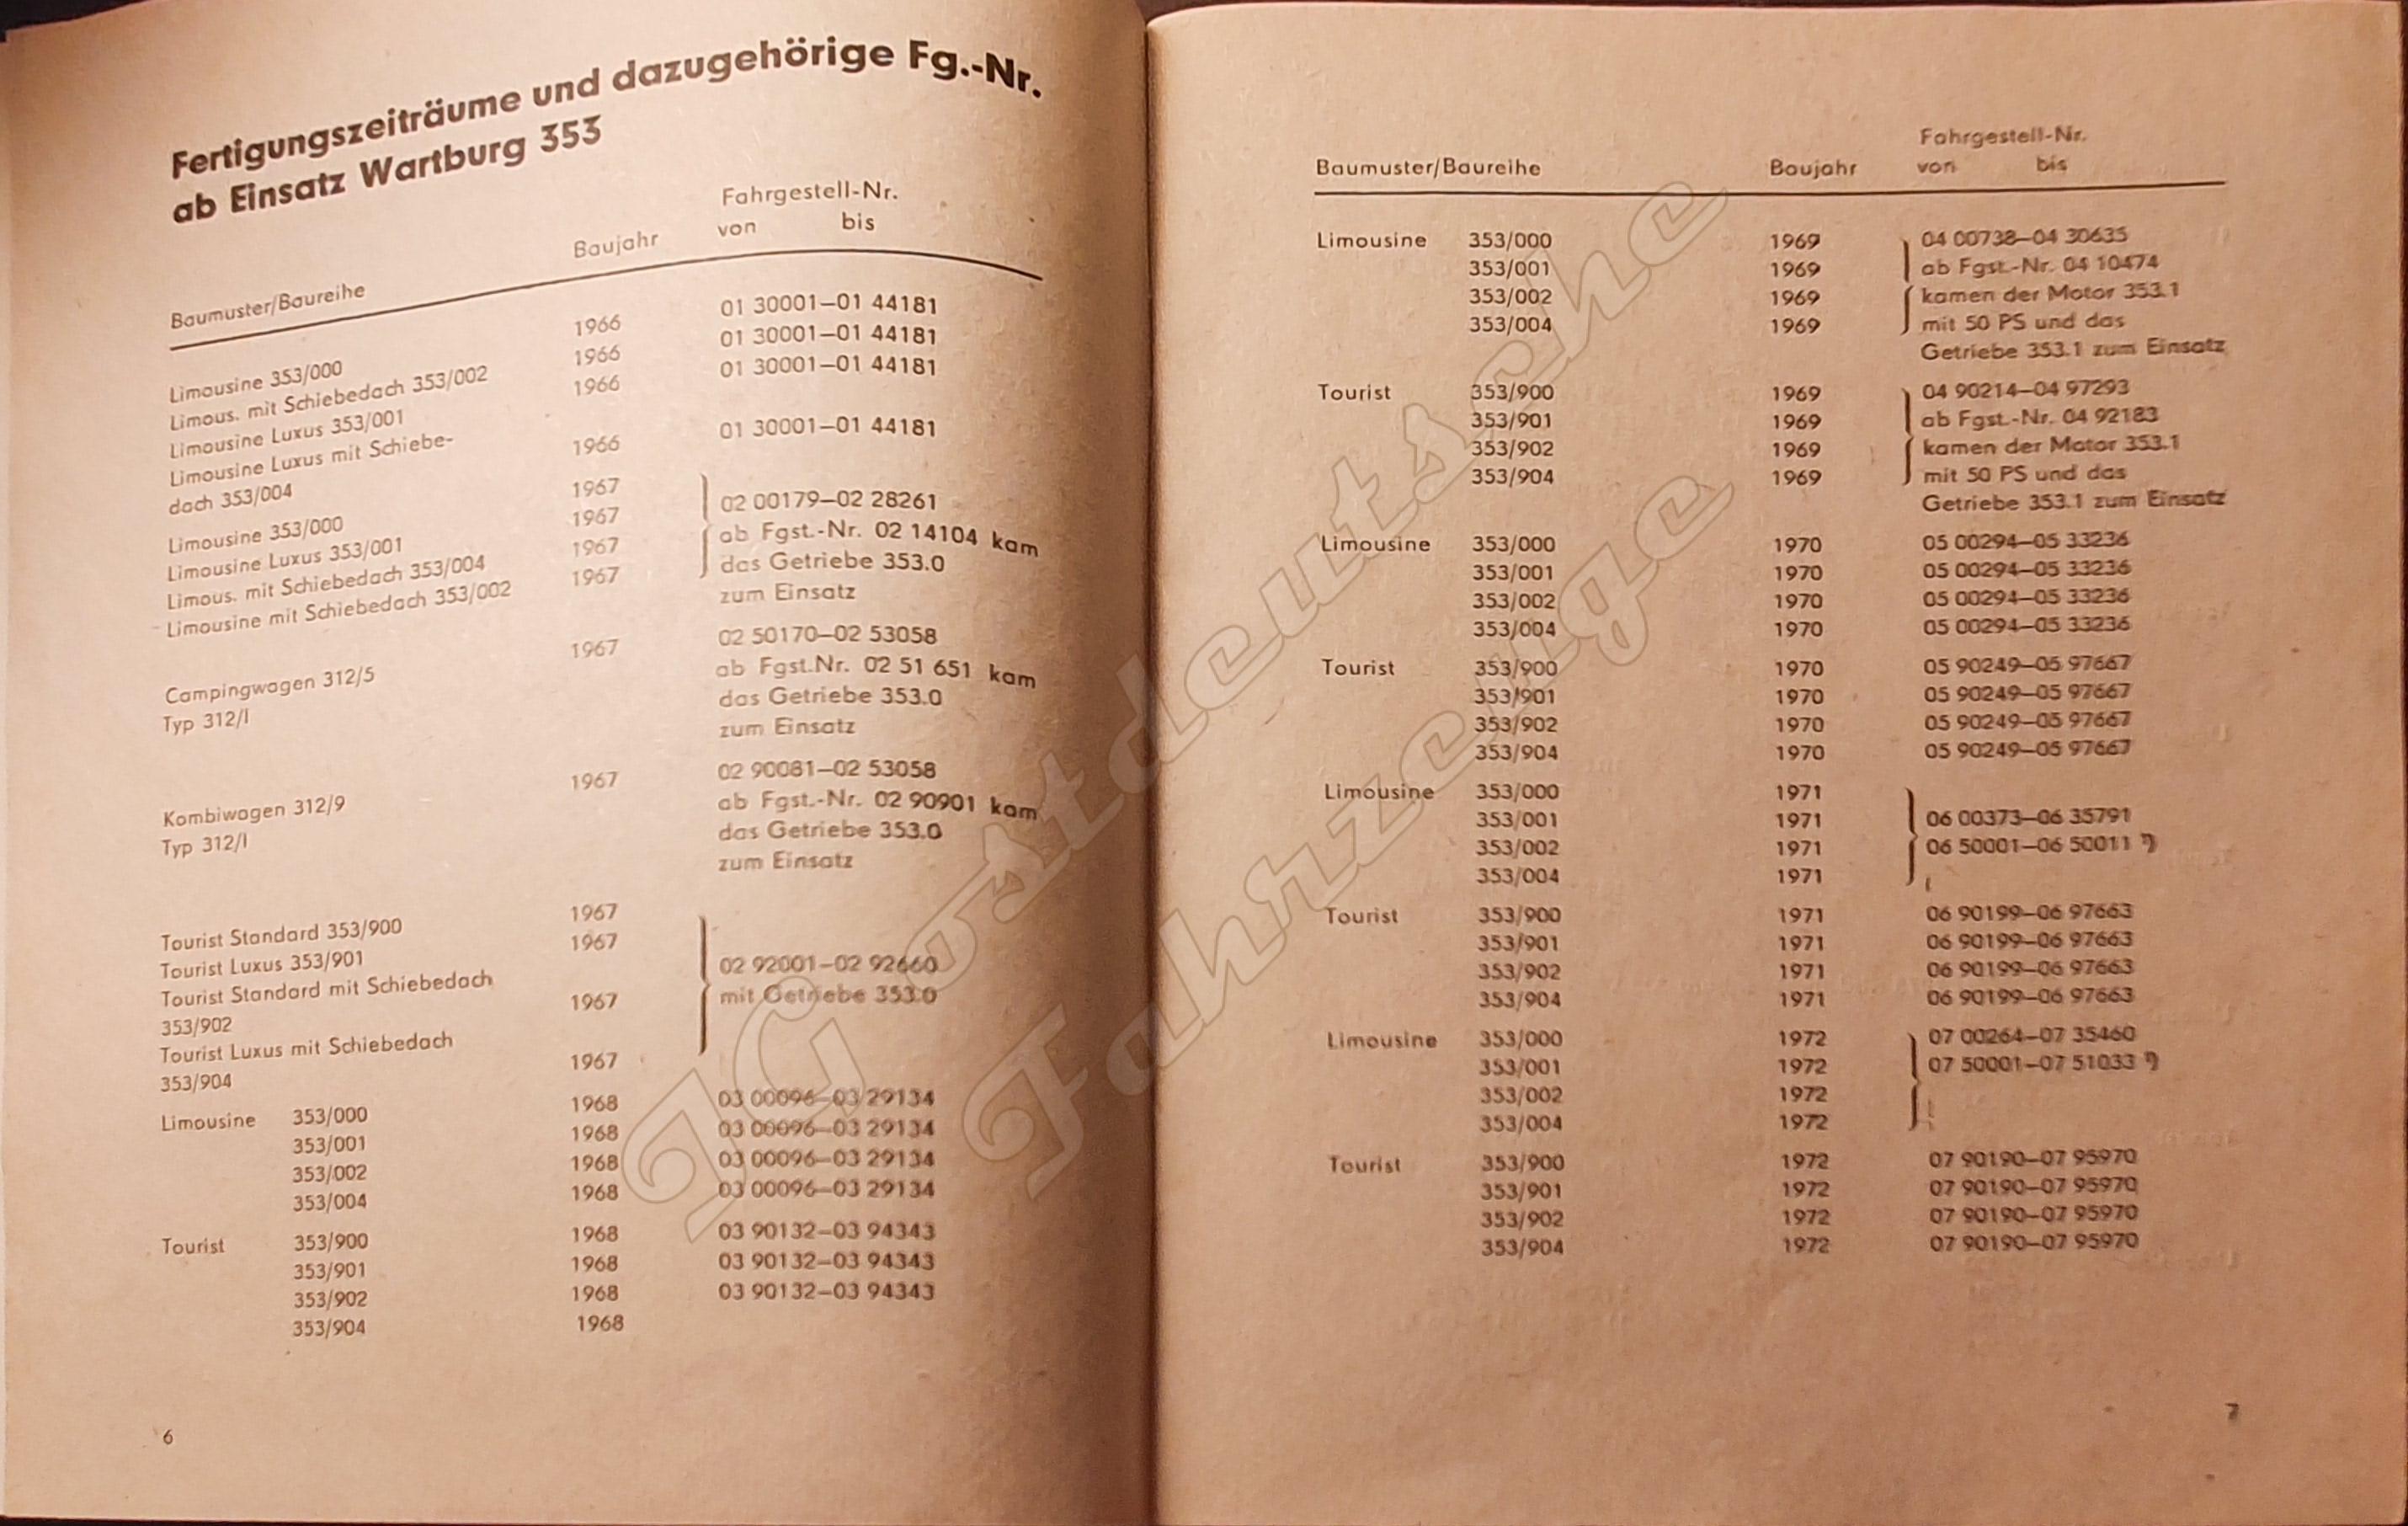 Fertigungszeiträume und dazugehörige Fg.-Nr.
ab Einsatz Wartburg 353
Fahrgestell-Nr.
Baumuster/Baureihe Baujahr von bis
Limousine 353/000 1966 01 30001–01 44181
Limous. mit Schiebedach 353/002 1966 01 30001–01 44181
Limousine Luxus 353/001 1966 01 30001–01 44181
Limousine Luxus mit Schiebe-
dach 353/004 1966 01 30001–01 44181
Limousine 353/000 1967 02 00179–02 28261
Limousine Luxus 353/001 1967 ab Fgst.-Nr. 02 14104 kam
Limous. mit Schiebedach 353/004 1967 das Getriebe 353.0
Limousine mit Schiebedach 353/002 1967 zum Einsatz
Campingwagen 312/5 1967 02 50170–02 53058
Typ 312/I ab Fgst.Nr. 02 51 651 kam
das Getriebe 353.0
zum Einsatz
Kombiwagen 312/9 1967 02 90081–02 53058
Typ 312/I ab Fgst.-Nr. 02 90901 kam
das Getriebe 353.0
zum Einsatz
Tourist Standard 353/900 1967
Tourist Luxus 353/901 1967
Tourist Standard mit Schiebedach 02 92001–02 92660
353/902 1967 mit Getriebe 353.0
Tourist Luxus mit Schiebedach
353/904 1967
Limousine 353/000 1968 03 00096–03 29134
353/001 1968 03 00096–03 29134
353/002 1968 03 00096–03 29134
353/004 1968 03 00096–03 29134
Tourist 353/900 1968 03 90132–03 94343
353/901 1968 03 90132–03 94343
353/902 1968 03 90132–03 94343
353/904 1968
6
Fahrgestell-Nr.
Baumuster/Baureihe Baujahr von bis
Limousine 353/000 1969 04 00738–04 30635
353/001 1969 ab Fgst.-Nr. 04 10474
353/002 1969 kamen der Motor 353.1
353/004 1969 mit 50 PS und das
Getriebe 353.1 zum Einsatz
Tourist 353/900 1969 04 90214–04 97293
353/901 1969 ab Fgst.-Nr. 04 92183
353/902 1969 kamen der Motor 353.1
353/904 1969 mit 50 PS und das
Getriebe 353.1 zum Einsatz
Limousine 353/000 1970 05 00294–05 33236
353/001 1970 05 00294–05 33236
353/002 1970 05 00294–05 33236
353/004 1970 05 00294–05 33236
Tourist 353/900 1970 05 90249–05 97667
353/901 1970 05 90249–05 97667
353/902 1970 05 90249–05 97667
353/904 1970 05 90249–05 97667
Limousine 353/000 1971
353/001 1971 06 00373–06 35791
353/002 1971 06 50001–06 50011 *)
353/004 1971
Tourist 353/900 1971 06 90199–06 97663
353/901 1971 06 90199–06 97663
353/902 1971 06 90199–06 97663
353/904 1971 06 90199–06 97663
Limousine 353/000 1972 07 00264–07 35460
353/001 1972 07 50001–07 51033 *)
353/002 1972
353/004 1972
Tourist 353/900 1972 07 90190–07 95970
353/901 1972 07 90190–07 95970
353/902 1972 07 90190–07 95970
353/904 1972 07 90190–07 95970
7
IG ostdeutsche
Fahrzeuge